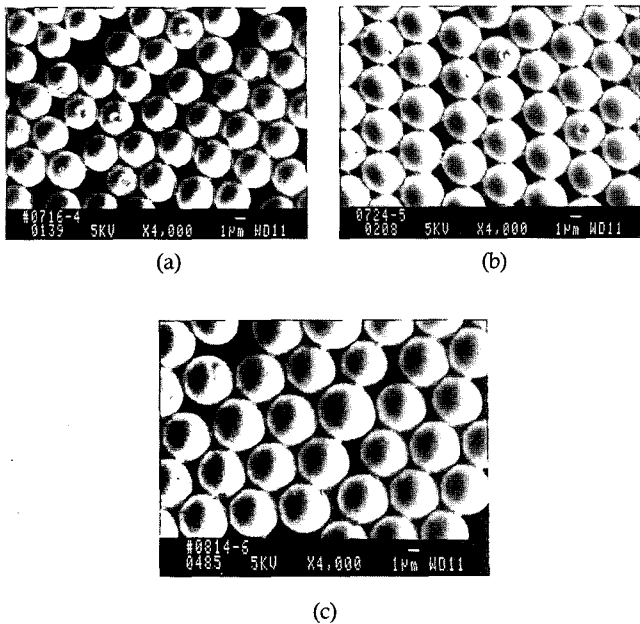 #0716-4
0139 5KV X4,000 1µm WD11
(a)
0724-5
0208 5KV X4,000 1µm WD11
(b)
#0814-6
0485 5KV X4,000 1µm WD11
(c)